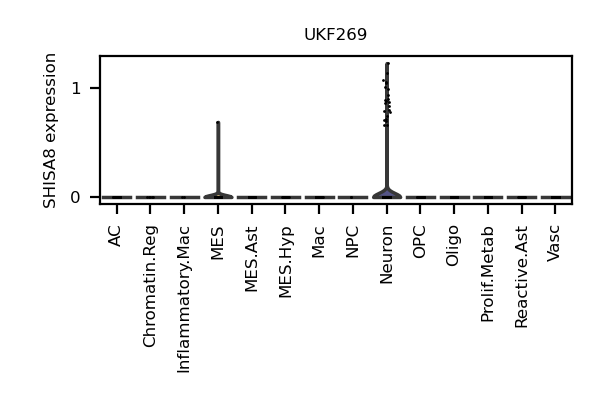 UKF269
SHISA8 expression
1
0
AC
Chromatin.Reg
Inflammatory.Mac
MES
MES.Ast
MES.Hyp
Mac
NPC
Neuron
OPC
Oligo
Prolif.Metab
Reactive.Ast
Vasc